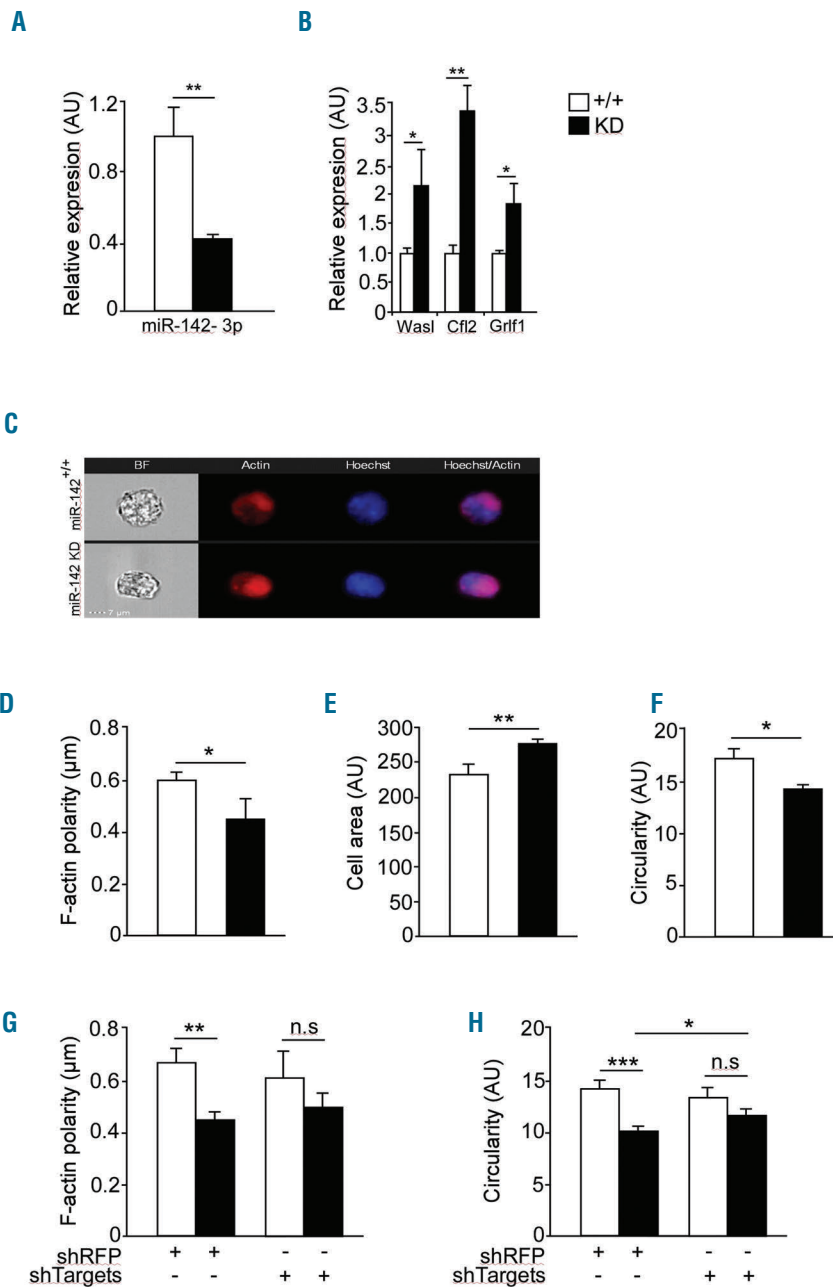 A
B
**
1.2
0.8
0.4
0
Relative expresion (AU)
miR-142- 3p
*
**
*
3.5
3
2.5
2
1.5
1.0
0.5
0
Relative expression (AU)
Wasl Cfl2 Grlf1
+/+
KD
C
BF Actin Hoechst Hoechst/Actin
miR-142+/+
miR-142 KD
7 µm
D
E
F
0.8
0.6
0.4
0.2
0
F-actin polarity (µm)
*
300
250
200
150
100
50
0
Cell area (AU)
**
20
15
10
5
0
Circularity (AU)
*
G
H
0.8
0.6
0.4
0.2
0
F-actin polarity (µm)
** n.s
20
15
10
5
0
Circularity (AU)
*
*** n.s
shRFP + + - -
shTargets - - + +
shRFP + + - -
shTargets - - + +